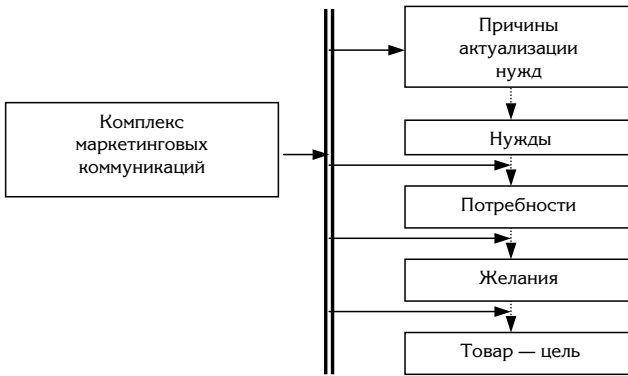 Причины
актуализации
нужд
Комплекс
маркетинговых
коммуникаций
Нужды
Потребности
Желания
Товар — цель